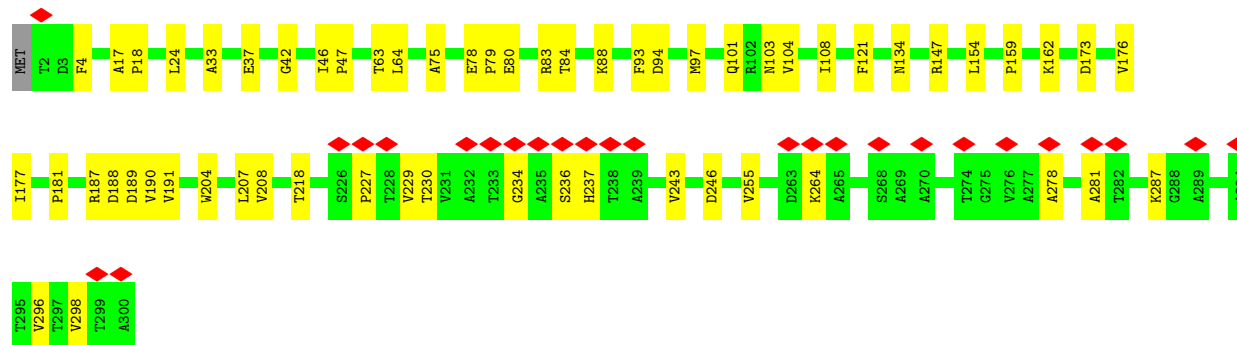 MET T2 D3 F4 A17 P18 L24 A33 E37 G42 I46 P47 T63 L64 A75 E78 P79 E80 R83 T84 K88 F93 D94 M97 Q101 R102 N103 V104 I108 F121 N134 R147 L154 P159 K162 D173 V176
I177 P181 R187 D188 D189 V190 V191 W204 L207 V208 T218 S226 P227 T228 V229 T230 V231 A232 T233 G234 A235 S236 H237 T238 A239 V243 D246 V255 D263 K264 A265 S268 A269 A270 T274 G275 V276 A277 A278 A281 T282 K287 G288 A289
T295 V296 T297 V298 T299 A300